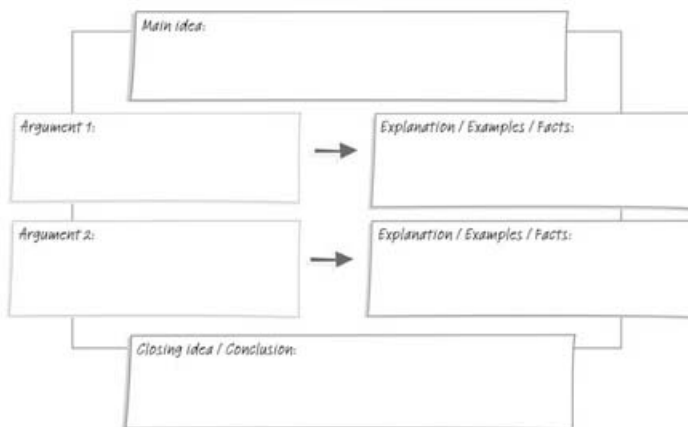 Main idea:
Argument 1:
Explanation / Examples / Facts:
Argument 2:
Explanation / Examples / Facts:
Closing idea / Conclusion: